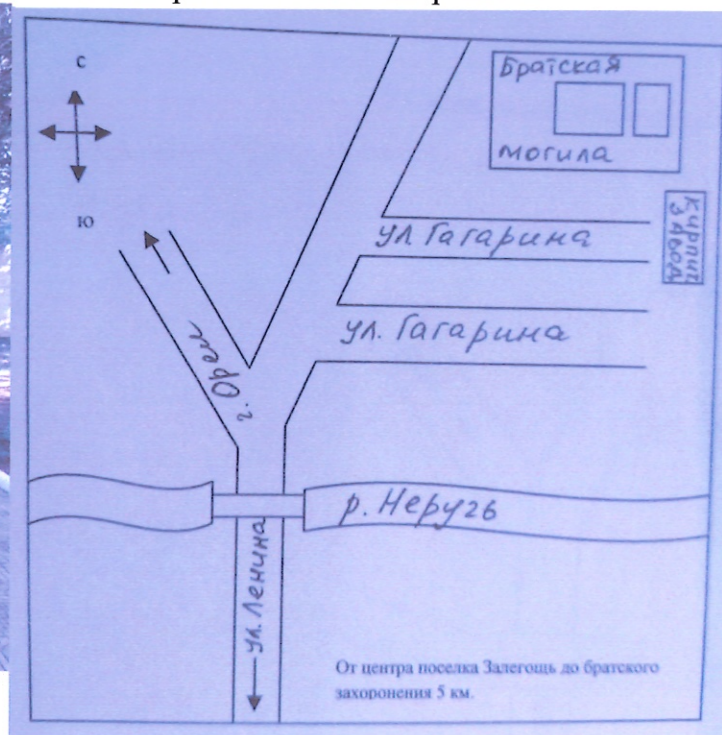 С
Ю
Братская
могила
кирпич
завод
ул Гагарина
ул. Гагарина
г. Орел
р. Неругь
ул. Ленина
От центра поселка Залегощь до братского
захоронения 5 км.